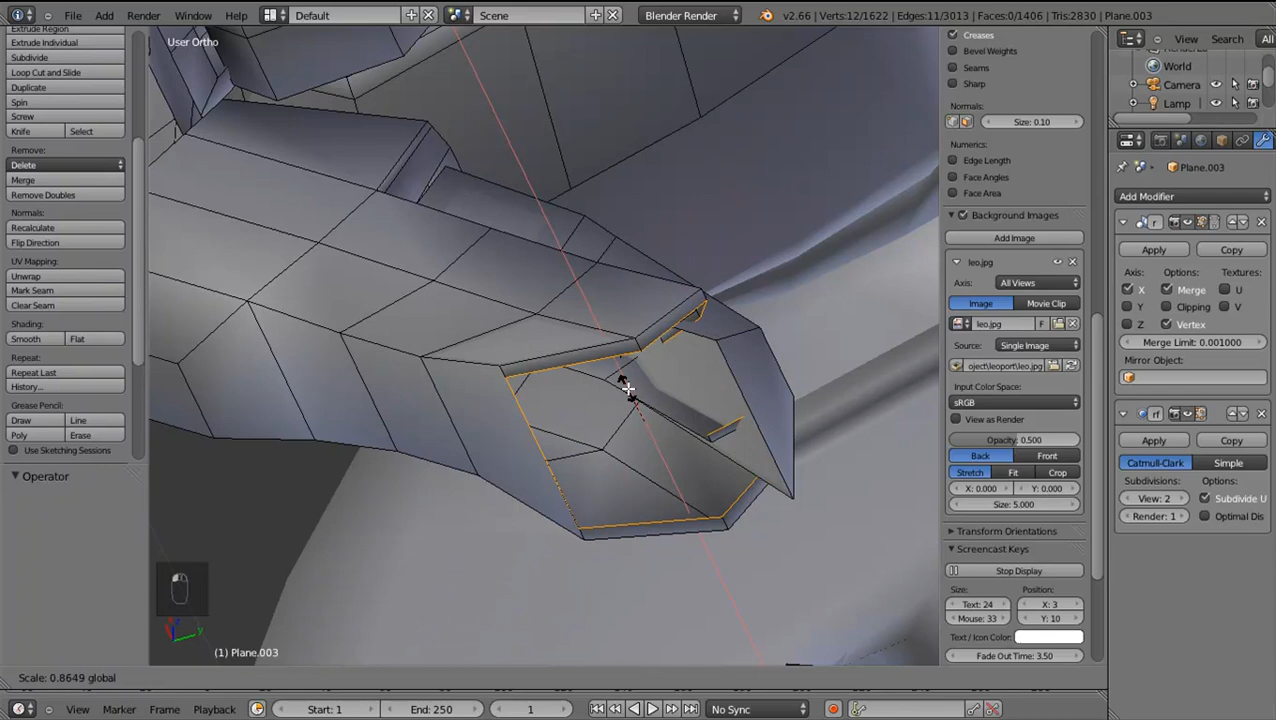 File Add Render Window Help Default Scene Blender Render v2.66 | Verts:12/1622 | Edges:11/3013 | Faces:0/1406 | Tris:2830 | Plane.003
Extrude Region
Extrude Individual
Subdivide
Loop Cut and Slide
Duplicate
Spin
Screw
Knife Select
Remove:
Delete
Merge
Remove Doubles
Normals:
Recalculate
Flip Direction
UV Mapping:
Unwrap
Mark Seam
Clear Seam
Shading:
Smooth Flat
Repeat:
Repeat Last
History...
Grease Pencil:
Draw Line
Poly Erase
Use Sketching Sessions
Operator
User Ortho
(1) Plane.003
Scale: 0.8649 global
Creases
Bevel Weights
Seams
Sharp
Normals:
Size: 0.10
Numerics:
Edge Length
Face Angles
Face Area
Background Images
Add Image
leo.jpg
Axis: All Views
Image Movie Clip
leo.jpg F
Source: Single Image
oject\leoport\leo.jpg
Input Color Space:
sRGB
View as Render
Opacity: 0.500
Back Front
Stretch Fit Crop
X: 0.000 Y: 0.000
Size: 5.000
Transform Orientations
Screencast Keys
Stop Display
Size: Position:
Text: 24 X: 3
Mouse: 33 Y: 10
Text / Icon Color:
Fade Out Time: 3.50
View Search All
World
Camera
Lamp
Plane.003
Add Modifier
Apply Copy
Axis: Options: Textures:
X Merge U
Y Clipping V
Z Vertex
Merge Limit: 0.001000
Mirror Object:
Apply Copy
Catmull-Clark Simple
Subdivisions: Options:
View: 2 Subdivide U
Render: 1 Optimal Dis
View Marker Frame Playback Start: 1 End: 250 1 No Sync